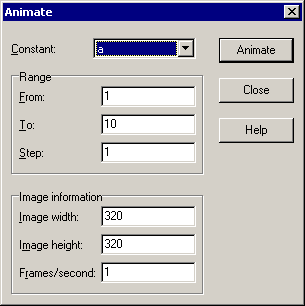 Animate
Constant: a Animate
Range
From: 1 Close
To: 10
Step: 1 Help
Image information
Image width: 320
Image height: 320
Frames/second: 1